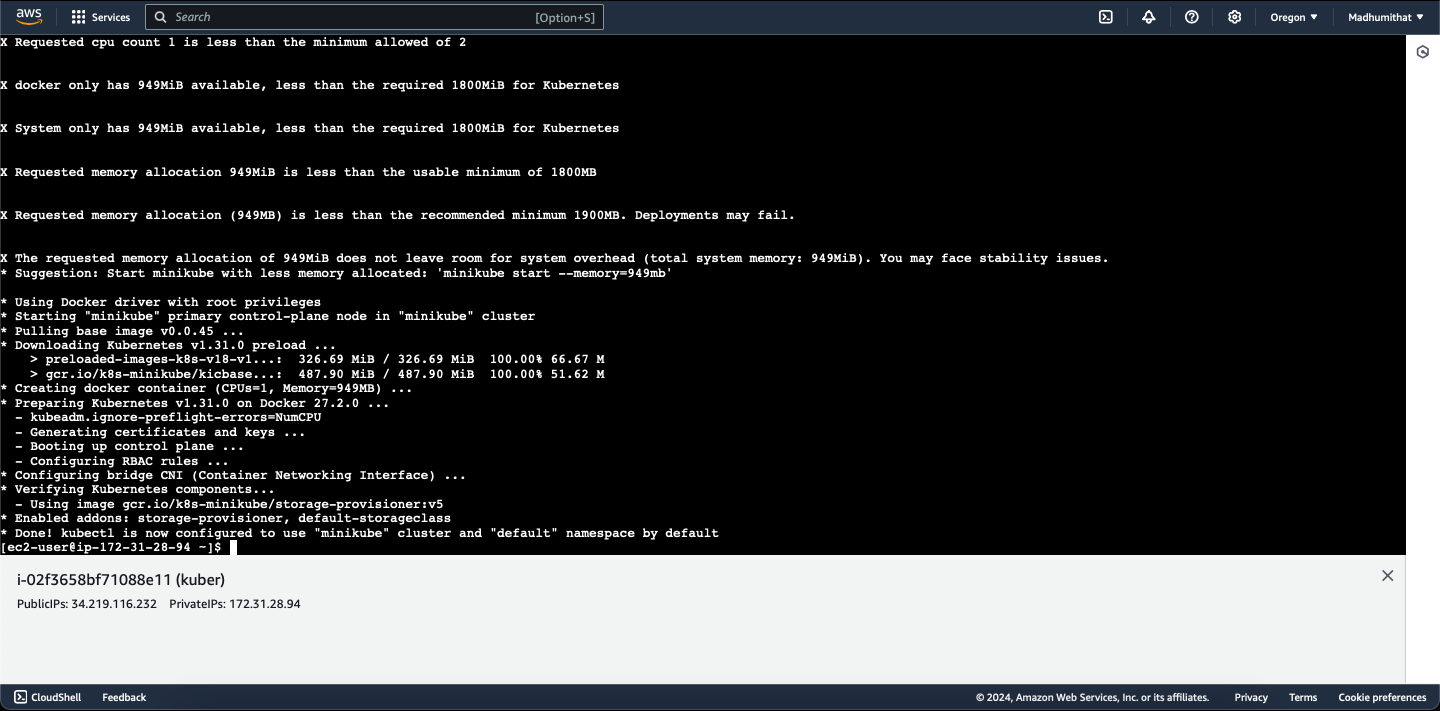 aws
Services
Search
[Option+S]
Oregon
Madhumithat
X Requested cpu count 1 is less than the minimum allowed of 2
X docker only has 949MiB available, less than the required 1800MiB for Kubernetes
X System only has 949MiB available, less than the required 1800MiB for Kubernetes
X Requested memory allocation 949MiB is less than the usable minimum of 1800MB
X Requested memory allocation (949MB) is less than the recommended minimum 1900MB. Deployments may fail.
X The requested memory allocation of 949MiB does not leave room for system overhead (total system memory: 949MiB). You may face stability issues.
* Suggestion: Start minikube with less memory allocated: 'minikube start --memory=949mb'
* Using Docker driver with root privileges
* Starting "minikube" primary control-plane node in "minikube" cluster
* Pulling base image v0.0.45 ...
* Downloading Kubernetes v1.31.0 preload ...
> preloaded-images-k8s-v18-v1...: 326.69 MiB / 326.69 MiB 100.00% 66.67 M
> gcr.io/k8s-minikube/kicbase...: 487.90 MiB / 487.90 MiB 100.00% 51.62 M
* Creating docker container (CPUs=1, Memory=949MB) ...
* Preparing Kubernetes v1.31.0 on Docker 27.2.0 ...
- kubeadm.ignore-preflight-errors=NumCPU
- Generating certificates and keys ...
- Booting up control plane ...
- Configuring RBAC rules ...
* Configuring bridge CNI (Container Networking Interface) ...
* Verifying Kubernetes components...
- Using image gcr.io/k8s-minikube/storage-provisioner:v5
* Enabled addons: storage-provisioner, default-storageclass
* Done! kubectl is now configured to use "minikube" cluster and "default" namespace by default
[ec2-user@ip-172-31-28-94 ~]$
i-02f3658bf71088e11 (kuber)
PublicIPs: 34.219.116.232 PrivateIPs: 172.31.28.94
CloudShell
Feedback
© 2024, Amazon Web Services, Inc. or its affiliates.
Privacy
Terms
Cookie preferences